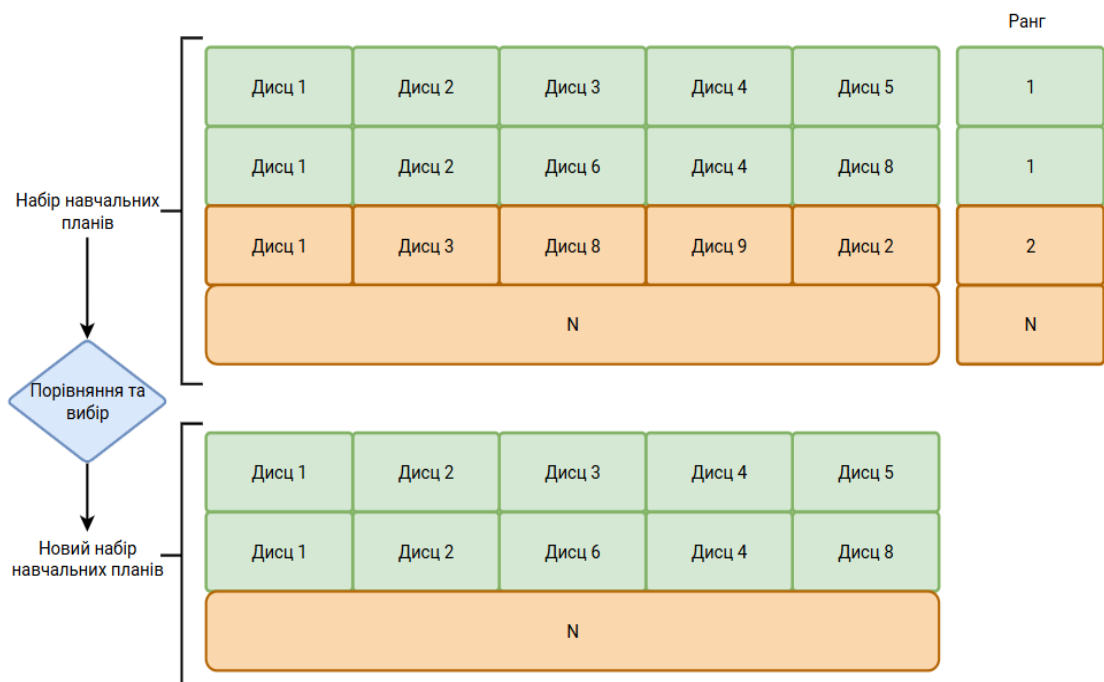 Ранг
Дисц 1 Дисц 2 Дисц 3 Дисц 4 Дисц 5 1
Дисц 1 Дисц 2 Дисц 6 Дисц 4 Дисц 8 1
Набір навчальних
планів
Дисц 1 Дисц 3 Дисц 8 Дисц 9 Дисц 2 2
N N
Порівняння та
вибір
Дисц 1 Дисц 2 Дисц 3 Дисц 4 Дисц 5
Новий набір
навчальних планів
Дисц 1 Дисц 2 Дисц 6 Дисц 4 Дисц 8
N